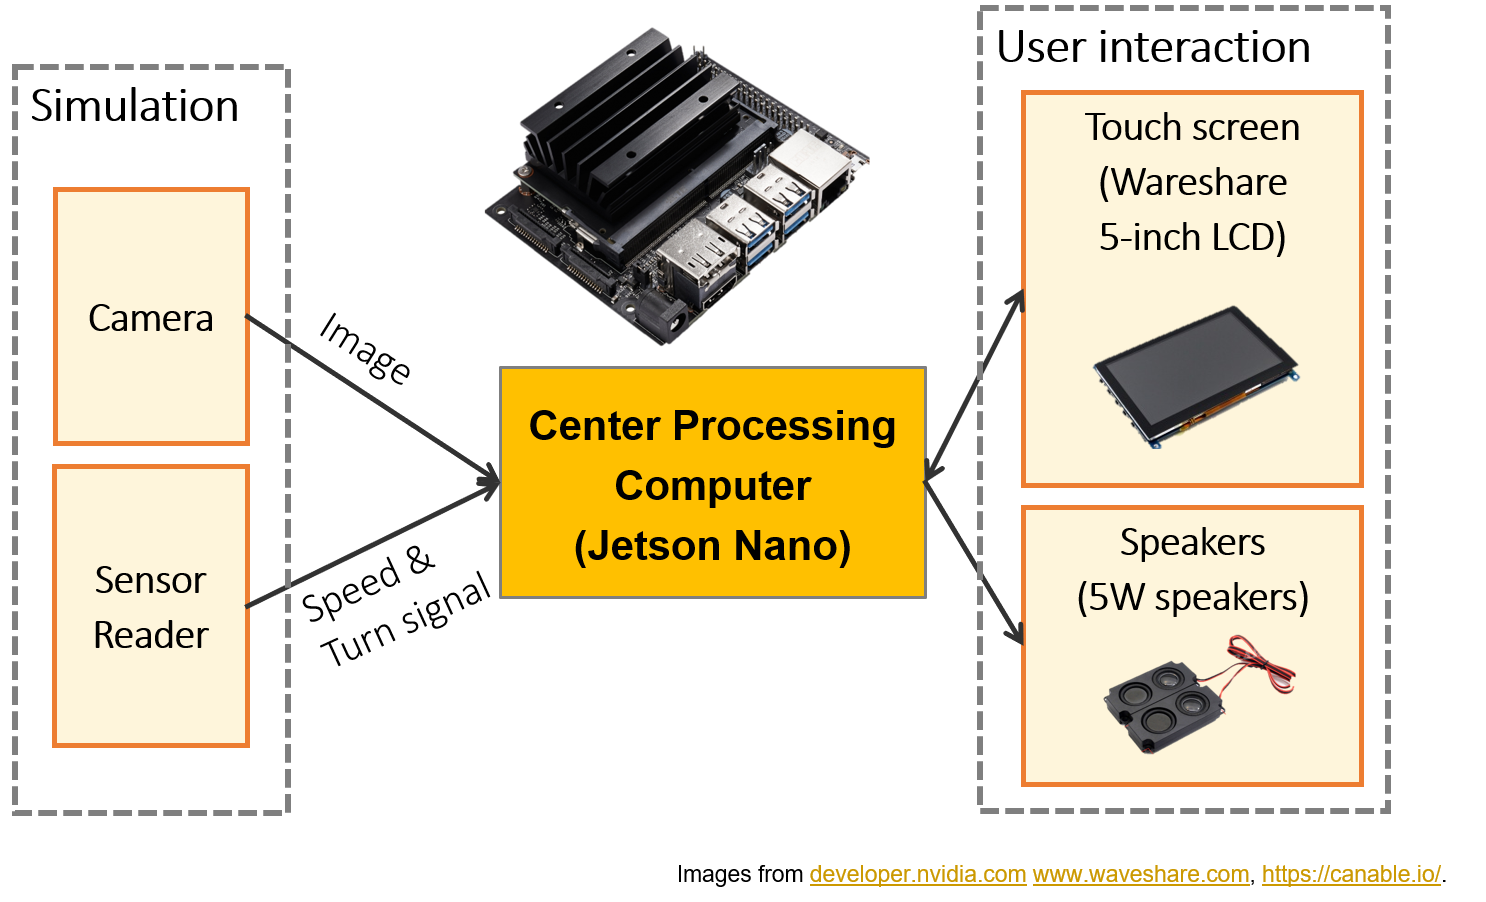 Simulation
Camera
Sensor
Reader
Image
Speed &
Turn signal
Center Processing
Computer
(Jetson Nano)
User interaction
Touch screen
(Wareshare
5-inch LCD)
Speakers
(5W speakers)
Images from developer.nvidia.com www.waveshare.com, https://canable.io/.